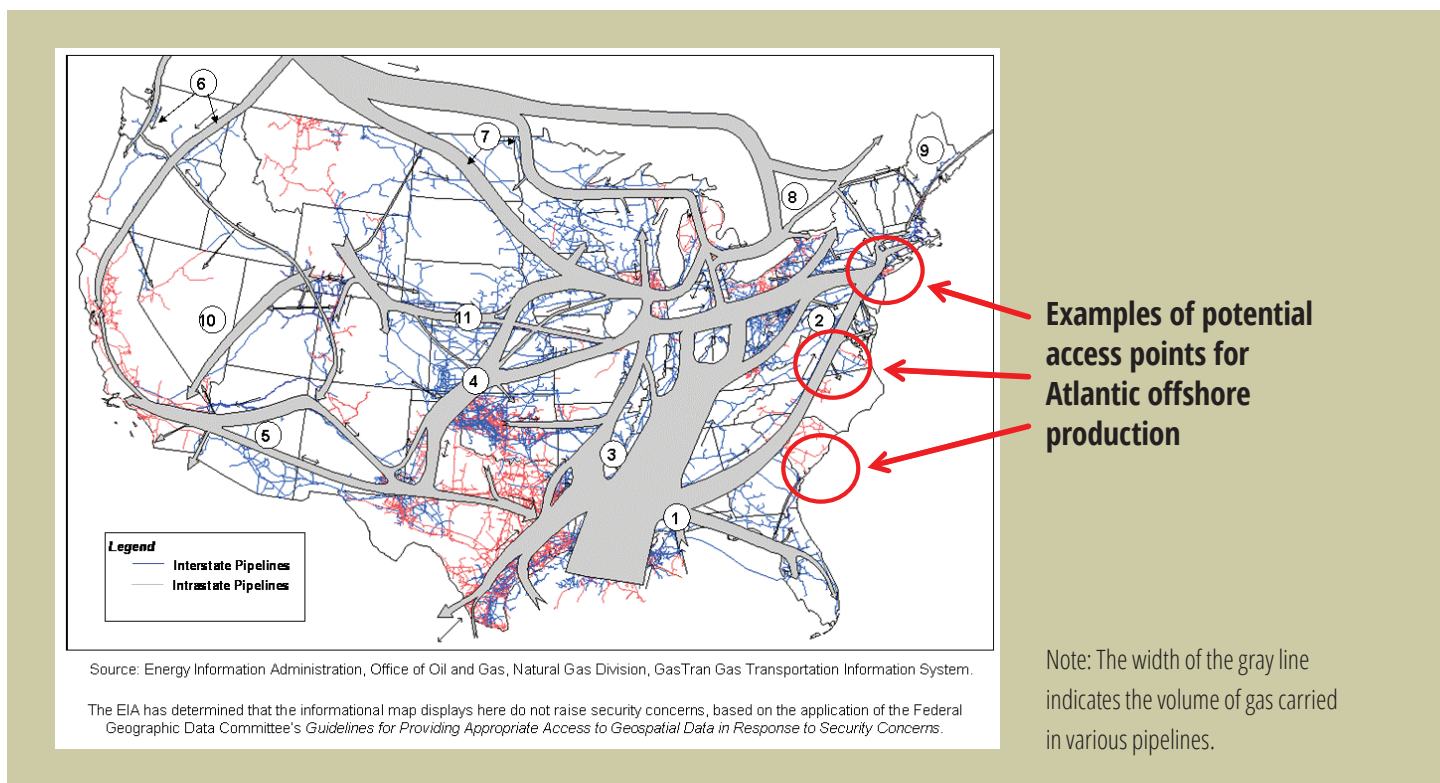 6
7
9
8
10
11
2
4
5
3
1
Legend
Interstate Pipelines
Intrastate Pipelines
Examples of potential
access points for
Atlantic offshore
production
Source: Energy Information Administration, Office of Oil and Gas, Natural Gas Division, GasTran Gas Transportation Information System.
The EIA has determined that the informational map displays here do not raise security concerns, based on the application of the Federal
Geographic Data Committee's Guidelines for Providing Appropriate Access to Geospatial Data in Response to Security Concerns.
Note: The width of the gray line
indicates the volume of gas carried
in various pipelines.